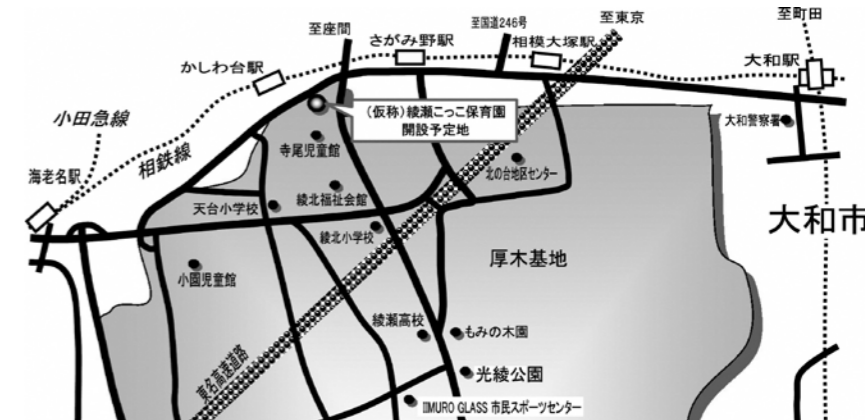 至東京
至町田
至国道246号
至座間
さがみ野駅
相模大塚駅
大和駅
かしわ台駅
(仮称)綾瀬こっこ保育園
開設予定地
小田急線
大和警察署
寺尾児童館
相鉄線
北の台地区センター
海老名駅
綾北福祉会館
天台小学校
大和市
綾北小学校
厚木基地
小園児童館
綾瀬高校
もみの木園
東名高速道路
光綾公園
IIMURO GLASS 市民スポーツセンター